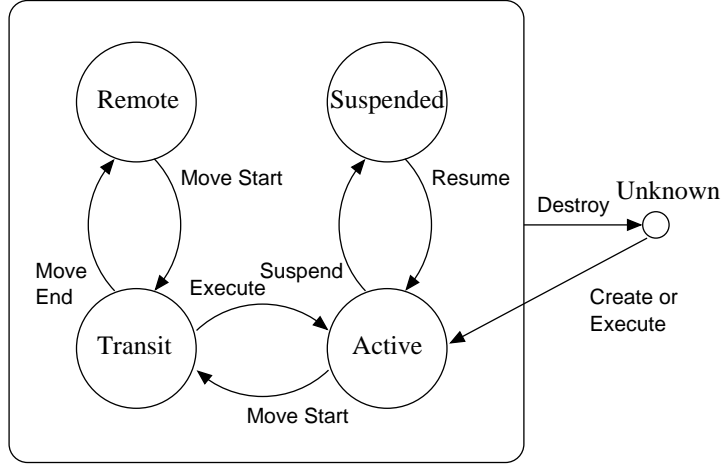 Remote
Suspended
Move Start
Resume
Unknown
Destroy
Move
End
Execute
Suspend
Create or
Execute
Transit
Active
Move Start